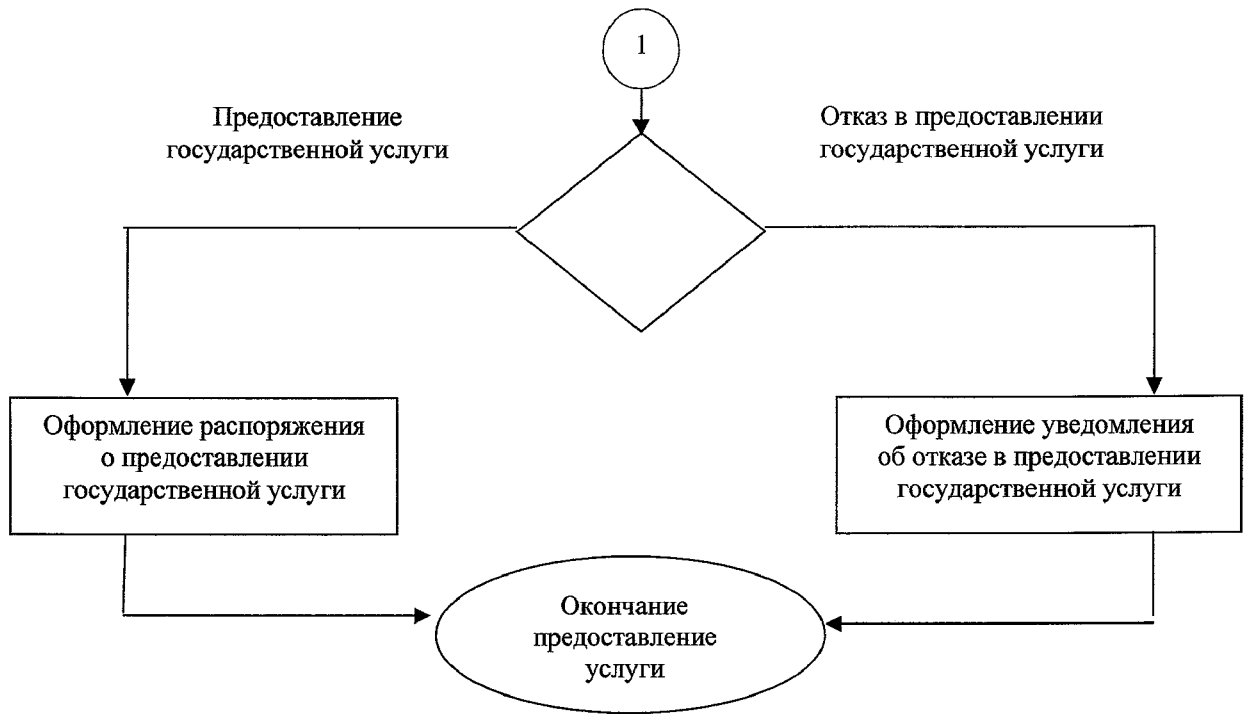 1
Предоставление
государственной услуги
Отказ в предоставлении
государственной услуги
Оформление распоряжения
о предоставлении
государственной услуги
Оформление уведомления
об отказе в предоставлении
государственной услуги
Окончание
предоставление
услуги